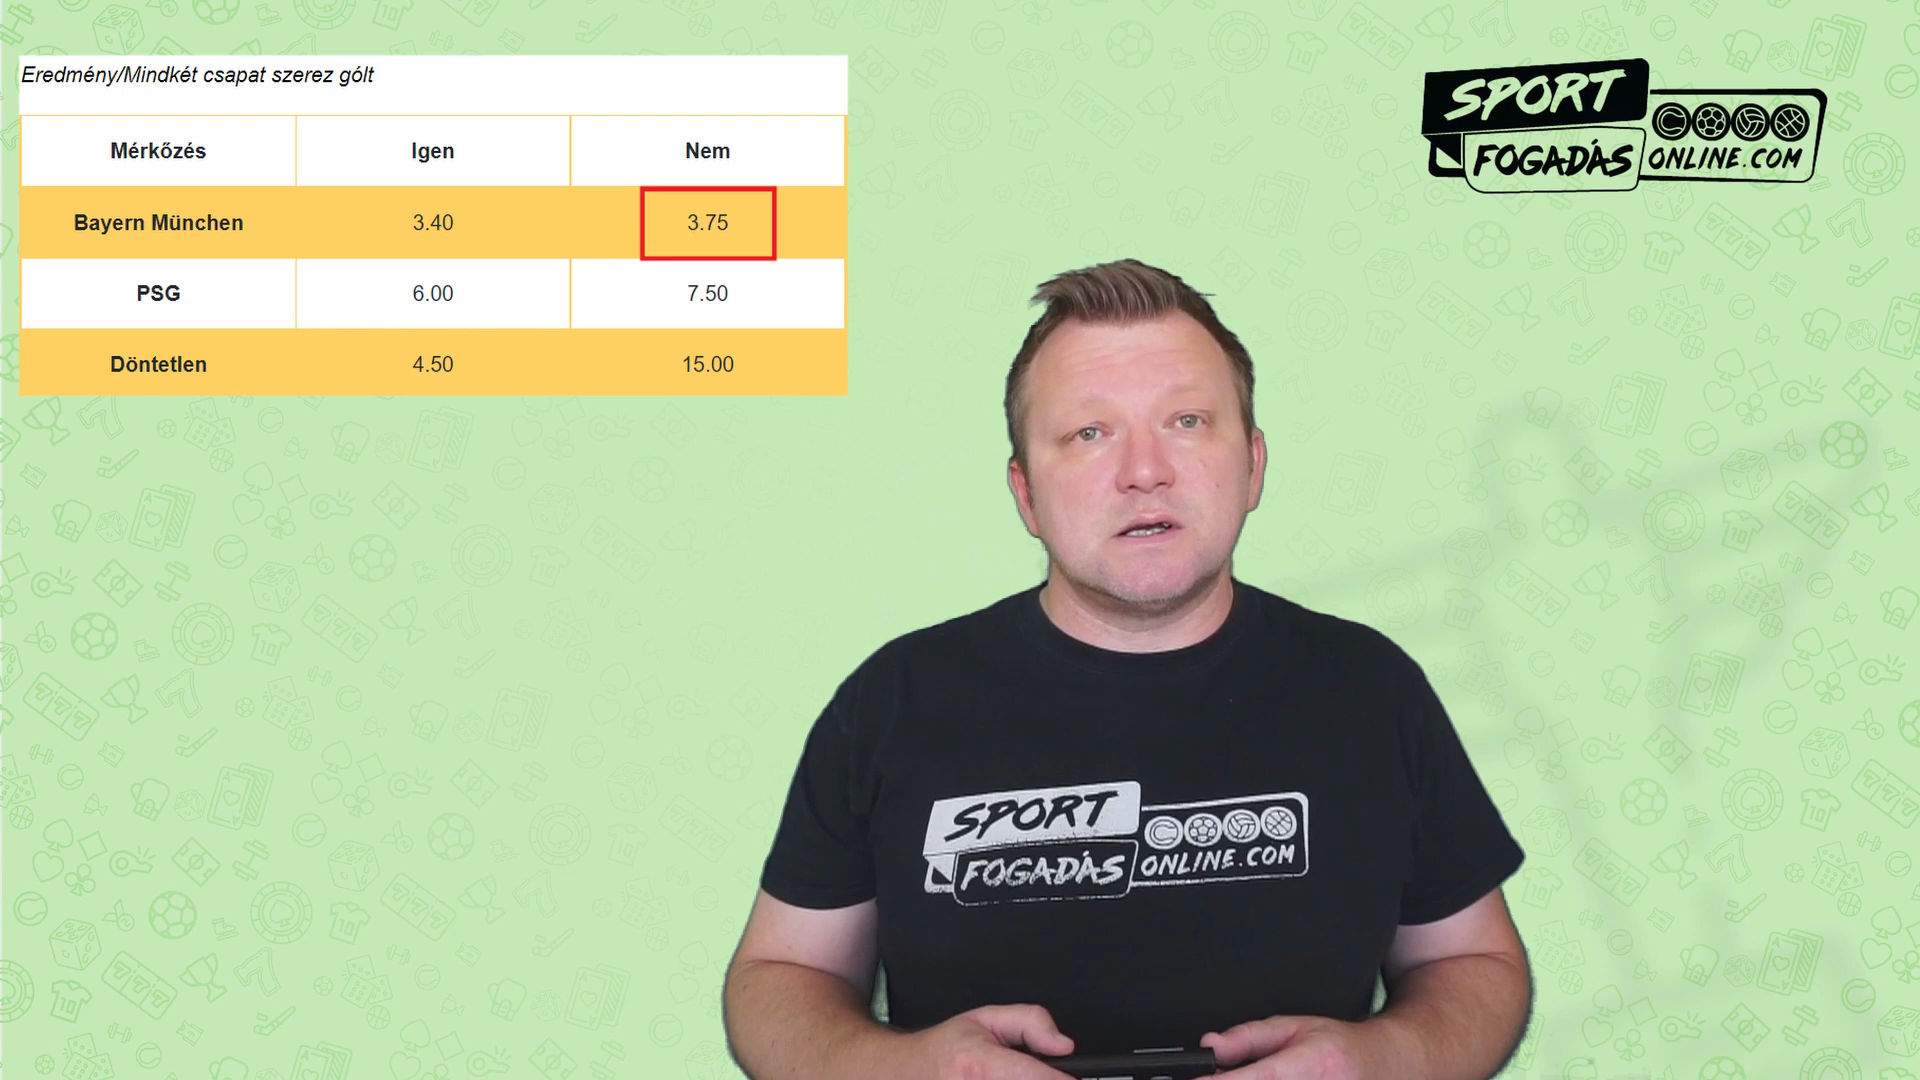 Eredmény/Mindkét csapat szerez gólt
Mérkőzés Igen Nem
Bayern München 3.40 3.75
PSG 6.00 7.50
Döntetlen 4.50 15.00
SPORT
FOGADÁS ONLINE.COM
SPORT
FOGADÁS ONLINE.COM